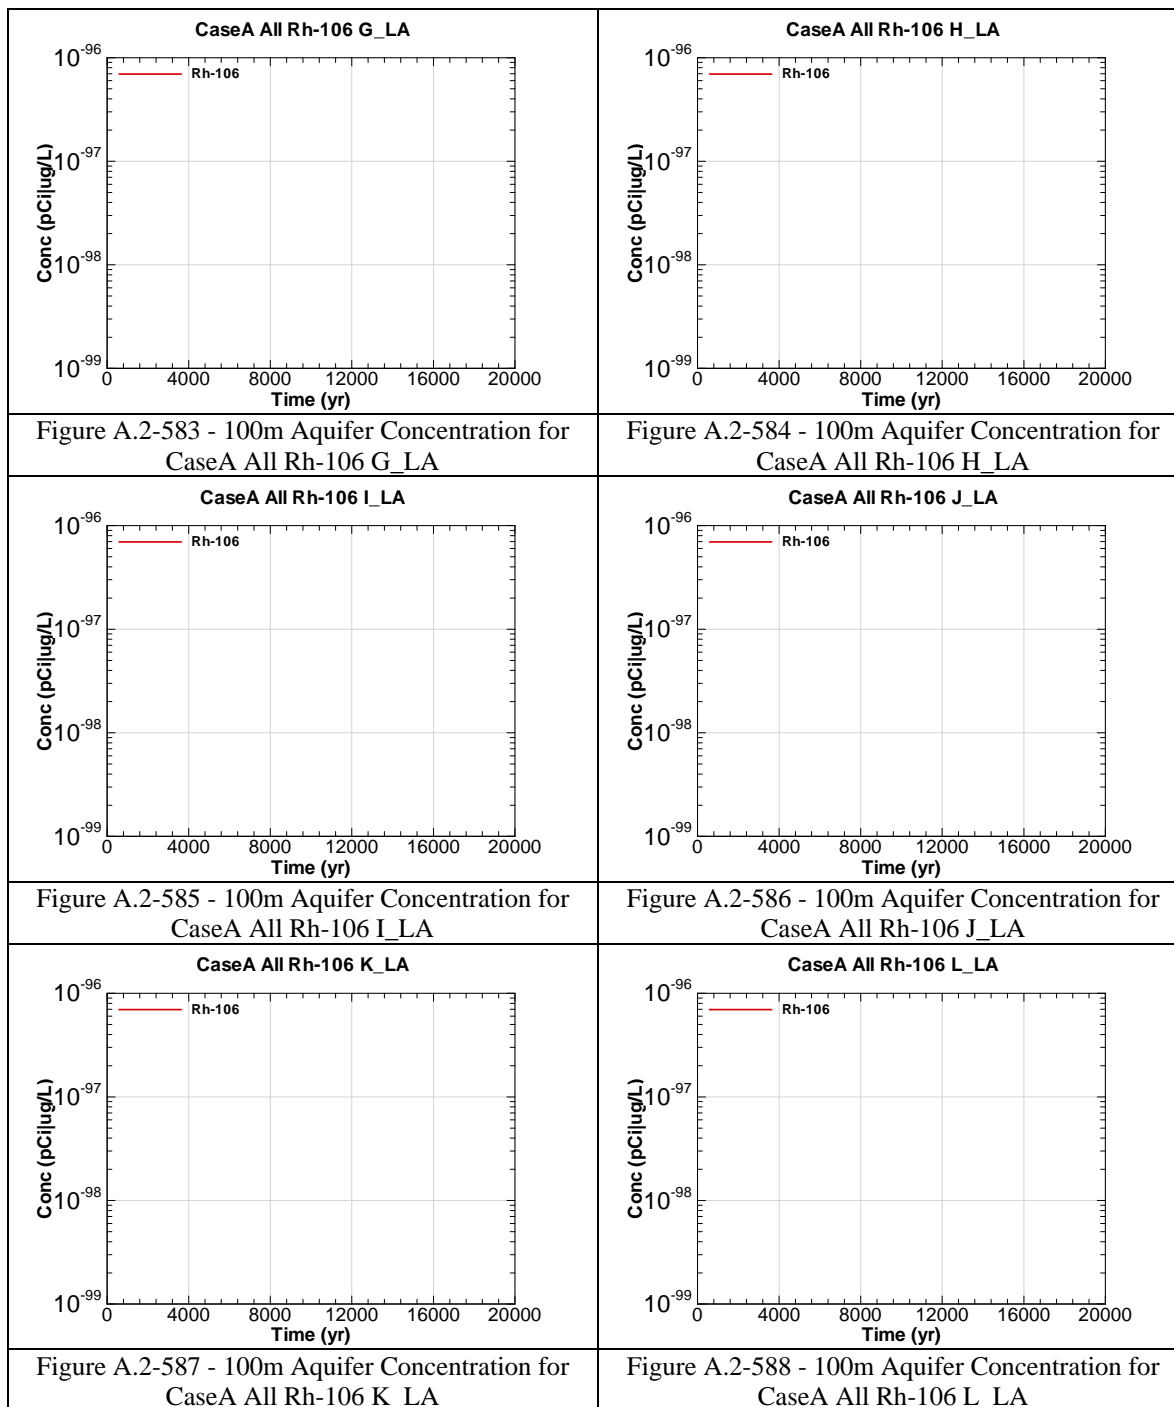 CaseA All Rh-106 G_LA
Rh-106
Conc (pCi|ug/L)
10-96
10-97
10-98
10-99
0 4000 8000 12000 16000 20000
Time (yr)
Figure A.2-583 - 100m Aquifer Concentration for
CaseA All Rh-106 G_LA
CaseA All Rh-106 H_LA
Rh-106
Conc (pCi|ug/L)
10-96
10-97
10-98
10-99
0 4000 8000 12000 16000 20000
Time (yr)
Figure A.2-584 - 100m Aquifer Concentration for
CaseA All Rh-106 H_LA
CaseA All Rh-106 I_LA
Rh-106
Conc (pCi|ug/L)
10-96
10-97
10-98
10-99
0 4000 8000 12000 16000 20000
Time (yr)
Figure A.2-585 - 100m Aquifer Concentration for
CaseA All Rh-106 I_LA
CaseA All Rh-106 J_LA
Rh-106
Conc (pCi|ug/L)
10-96
10-97
10-98
10-99
0 4000 8000 12000 16000 20000
Time (yr)
Figure A.2-586 - 100m Aquifer Concentration for
CaseA All Rh-106 J_LA
CaseA All Rh-106 K_LA
Rh-106
Conc (pCi|ug/L)
10-96
10-97
10-98
10-99
0 4000 8000 12000 16000 20000
Time (yr)
Figure A.2-587 - 100m Aquifer Concentration for
CaseA All Rh-106 K_LA
CaseA All Rh-106 L_LA
Rh-106
Conc (pCi|ug/L)
10-96
10-97
10-98
10-99
0 4000 8000 12000 16000 20000
Time (yr)
Figure A.2-588 - 100m Aquifer Concentration for
CaseA All Rh-106 L_LA